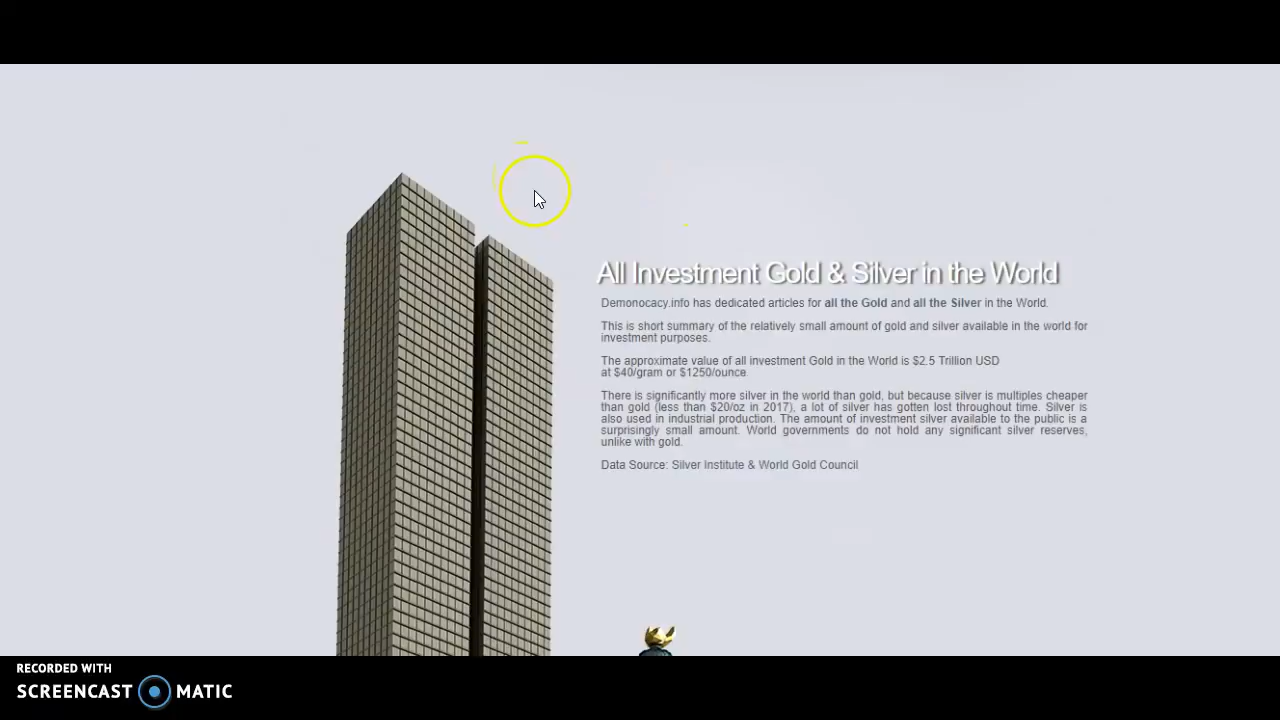 All Investment Gold & Silver in the World
Demonocacy.info has dedicated articles for all the Gold and all the Silver in the World.
This is short summary of the relatively small amount of gold and silver available in the world for
investment purposes.
The approximate value of all investment Gold in the World is $2.5 Trillion USD
at $40/gram or $1250/ounce.
There is significantly more silver in the world than gold, but because silver is multiples cheaper
than gold (less than $20/oz in 2017), a lot of silver has gotten lost throughout time. Silver is
also used in industrial production. The amount of investment silver available to the public is a
surprisingly small amount. World governments do not hold any significant silver reserves,
unlike with gold.
Data Source: Silver Institute & World Gold Council
RECORDED WITH
SCREENCAST MATIC